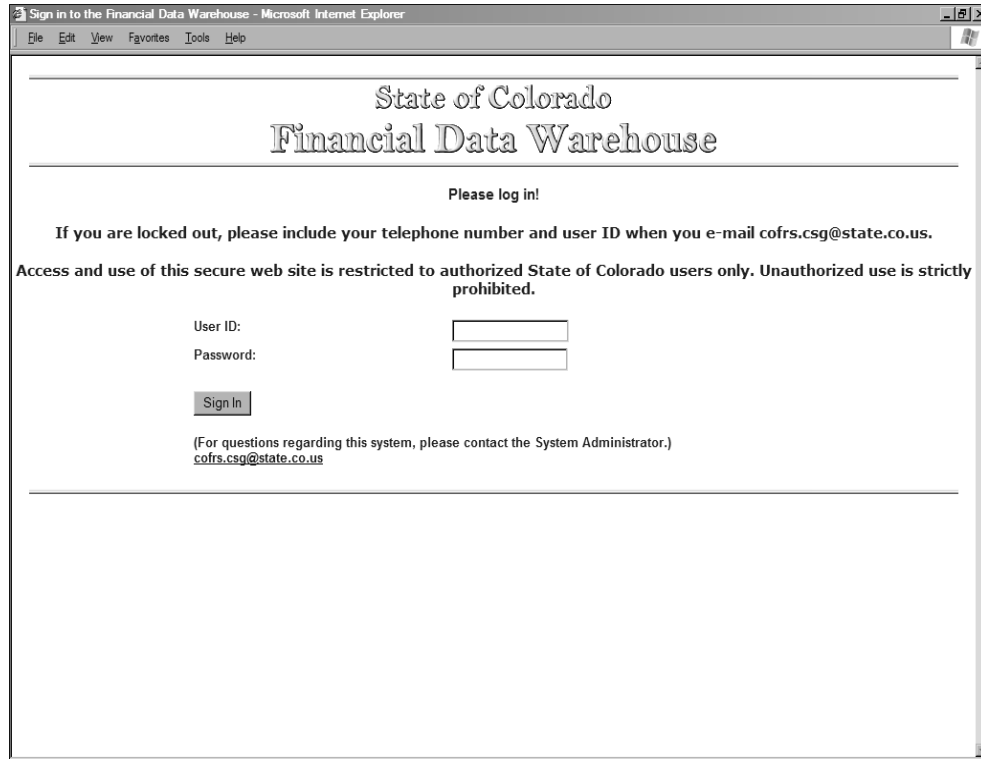 Sign in to the Financial Data Warehouse - Microsoft Internet Explorer
File Edit View Favorites Tools Help
State of Colorado
Financial Data Warehouse
Please log in!
If you are locked out, please include your telephone number and user ID when you e-mail cofrs.csg@state.co.us.
Access and use of this secure web site is restricted to authorized State of Colorado users only. Unauthorized use is strictly
prohibited.
User ID:
Password:
Sign In
(For questions regarding this system, please contact the System Administrator.)
cofrs.csg@state.co.us